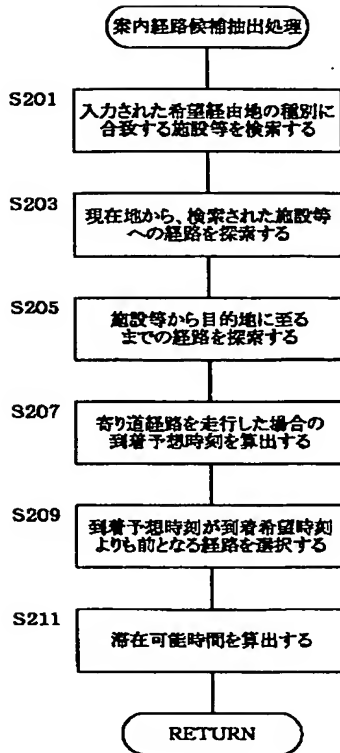 案内経路候補抽出処理
S201
入力された希望経由地の種別に
合致する施設等を検索する
S203
現在地から、検索された施設等
への経路を探索する
S205
施設等から目的地に至る
までの経路を探索する
S207
寄り道経路を走行した場合の
到着予想時刻を算出する
S209
到着予想時刻が到着希望時刻
よりも前となる経路を選択する
S211
滞在可能時間を算出する
RETURN